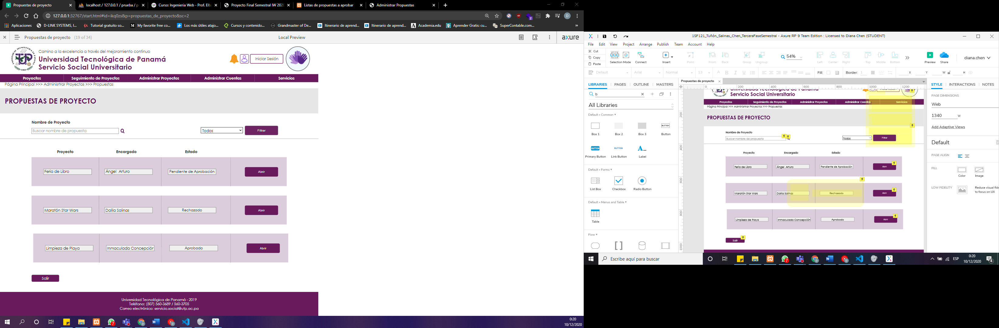 Propuestas de proyecto
localhost / 127.0.0.1 / prueba / p
Curso: Ingenieria Web - Prof. Elba
Proyecto Final Semestral IW 2020
Listas de propuestas a aprobar
Administrar Propuestas
127.0.0.1:32767/start.html#id=ikq0zs&p=propuestas_de_proyecto&sc=2
Aplicaciones
D-LINK SYSTEMS, I...
Tutorial gratuito so...
My favorite free co...
Los más útiles atajo...
Cursos y contenido...
Grandmaster of De...
Itinerario de aprend...
Itinerario de aprend...
Academia.edu
Aprender Gratis: cu...
SuperContable.com...
Propuestas de proyecto (19 of 34)
Local Preview
axure
Camino a la excelencia a través del mejoramiento continuo
Universidad Tecnológica de Panamá
Servicio Social Universitario
Iniciar Sesión
Proyectos
Seguimiento de Proyectos
Administrar Proyectos
Administrar Cuentas
Servicios
Página Principal >>> Adminisrtrar Proyectos >>> Propuestas
PROPUESTAS DE PROYECTO
Nombre de Proyecto
Buscar nombre de propuesta
Todos
Filtrar
Proyecto
Encargado
Estado
Feria de Libro
Ángel Arturo
Pendiente de Aprobación
Abrir
Maratón Star Wars
Dalila Salinas
Rechazado
Abrir
Limpieza de Playa
Inmaculada Concepción
Aprobado
Abrir
Salir
Universidad Tecnológica de Panamá - 2019
Teléfono: (507) 560-3689 / 560-3705
Correo electrónico: servicio.social@utp.ac.pa
0:20
10/12/2020
1SF121_Tuñón_Salinas_Chen_TerceraFaseSemestral - Axure RP 9 Team Edition : Licensed to Diana Chen (STUDENT)
File
Edit
View
Project
Arrange
Publish
Team
Account
Help
Cut
Copy
Paste
Selection Mode
Connect
Insert
Point
Front
Back
Group
Ungroup
54%
Left
Center
Right
Top
Middle
Bottom
Preview
Share
diana.chen
Default
Arial
Normal
13
Fill:
Border:
1
X
Y
W
H
LIBRARIES
PAGES
OUTLINE
MASTERS
b
All Libraries
Default » Common
Box 1
Box 2
Box 3
Button
Primary Button
Link Button
Label
Default » Forms
List Box
Checkbox
Radio Button
Default » Menus and Table
Table
Flow
Propuestas de proyecto
0
200
400
600
800
1000
1200
200
400
600
800
1000
Universidad Tecnológica de Panamá
Servicio Social Universitario
Proyectos
Seguimiento de Proyectos
Administrar Proyectos
Administrar Cuentas
Servicios
Página Principal >>> Adminisrtrar Proyectos >>> Propuestas
PROPUESTAS DE PROYECTO
Nombre de Proyecto
Buscar nombre de propuesta
Todos
Filtrar
Proyecto
Encargado
Estado
Feria de Libro
Ángel Arturo
Pendiente de Aprobación
Abrir
Maratón Star Wars
Dalila Salinas
Rechazado
Abrir
Limpieza de Playa
Inmaculada Concepción
Aprobado
Abrir
Salir
STYLE
INTERACTIONS
NOTES
PAGE DIMENSIONS
Web
1340 W
Add Adaptive Views
Default
PAGE ALIGN
FILL
Color
Image
LOW FIDELITY
Reduce visual fide
to focus on UX
Escribe aquí para buscar
ESP
0:20
10/12/2020